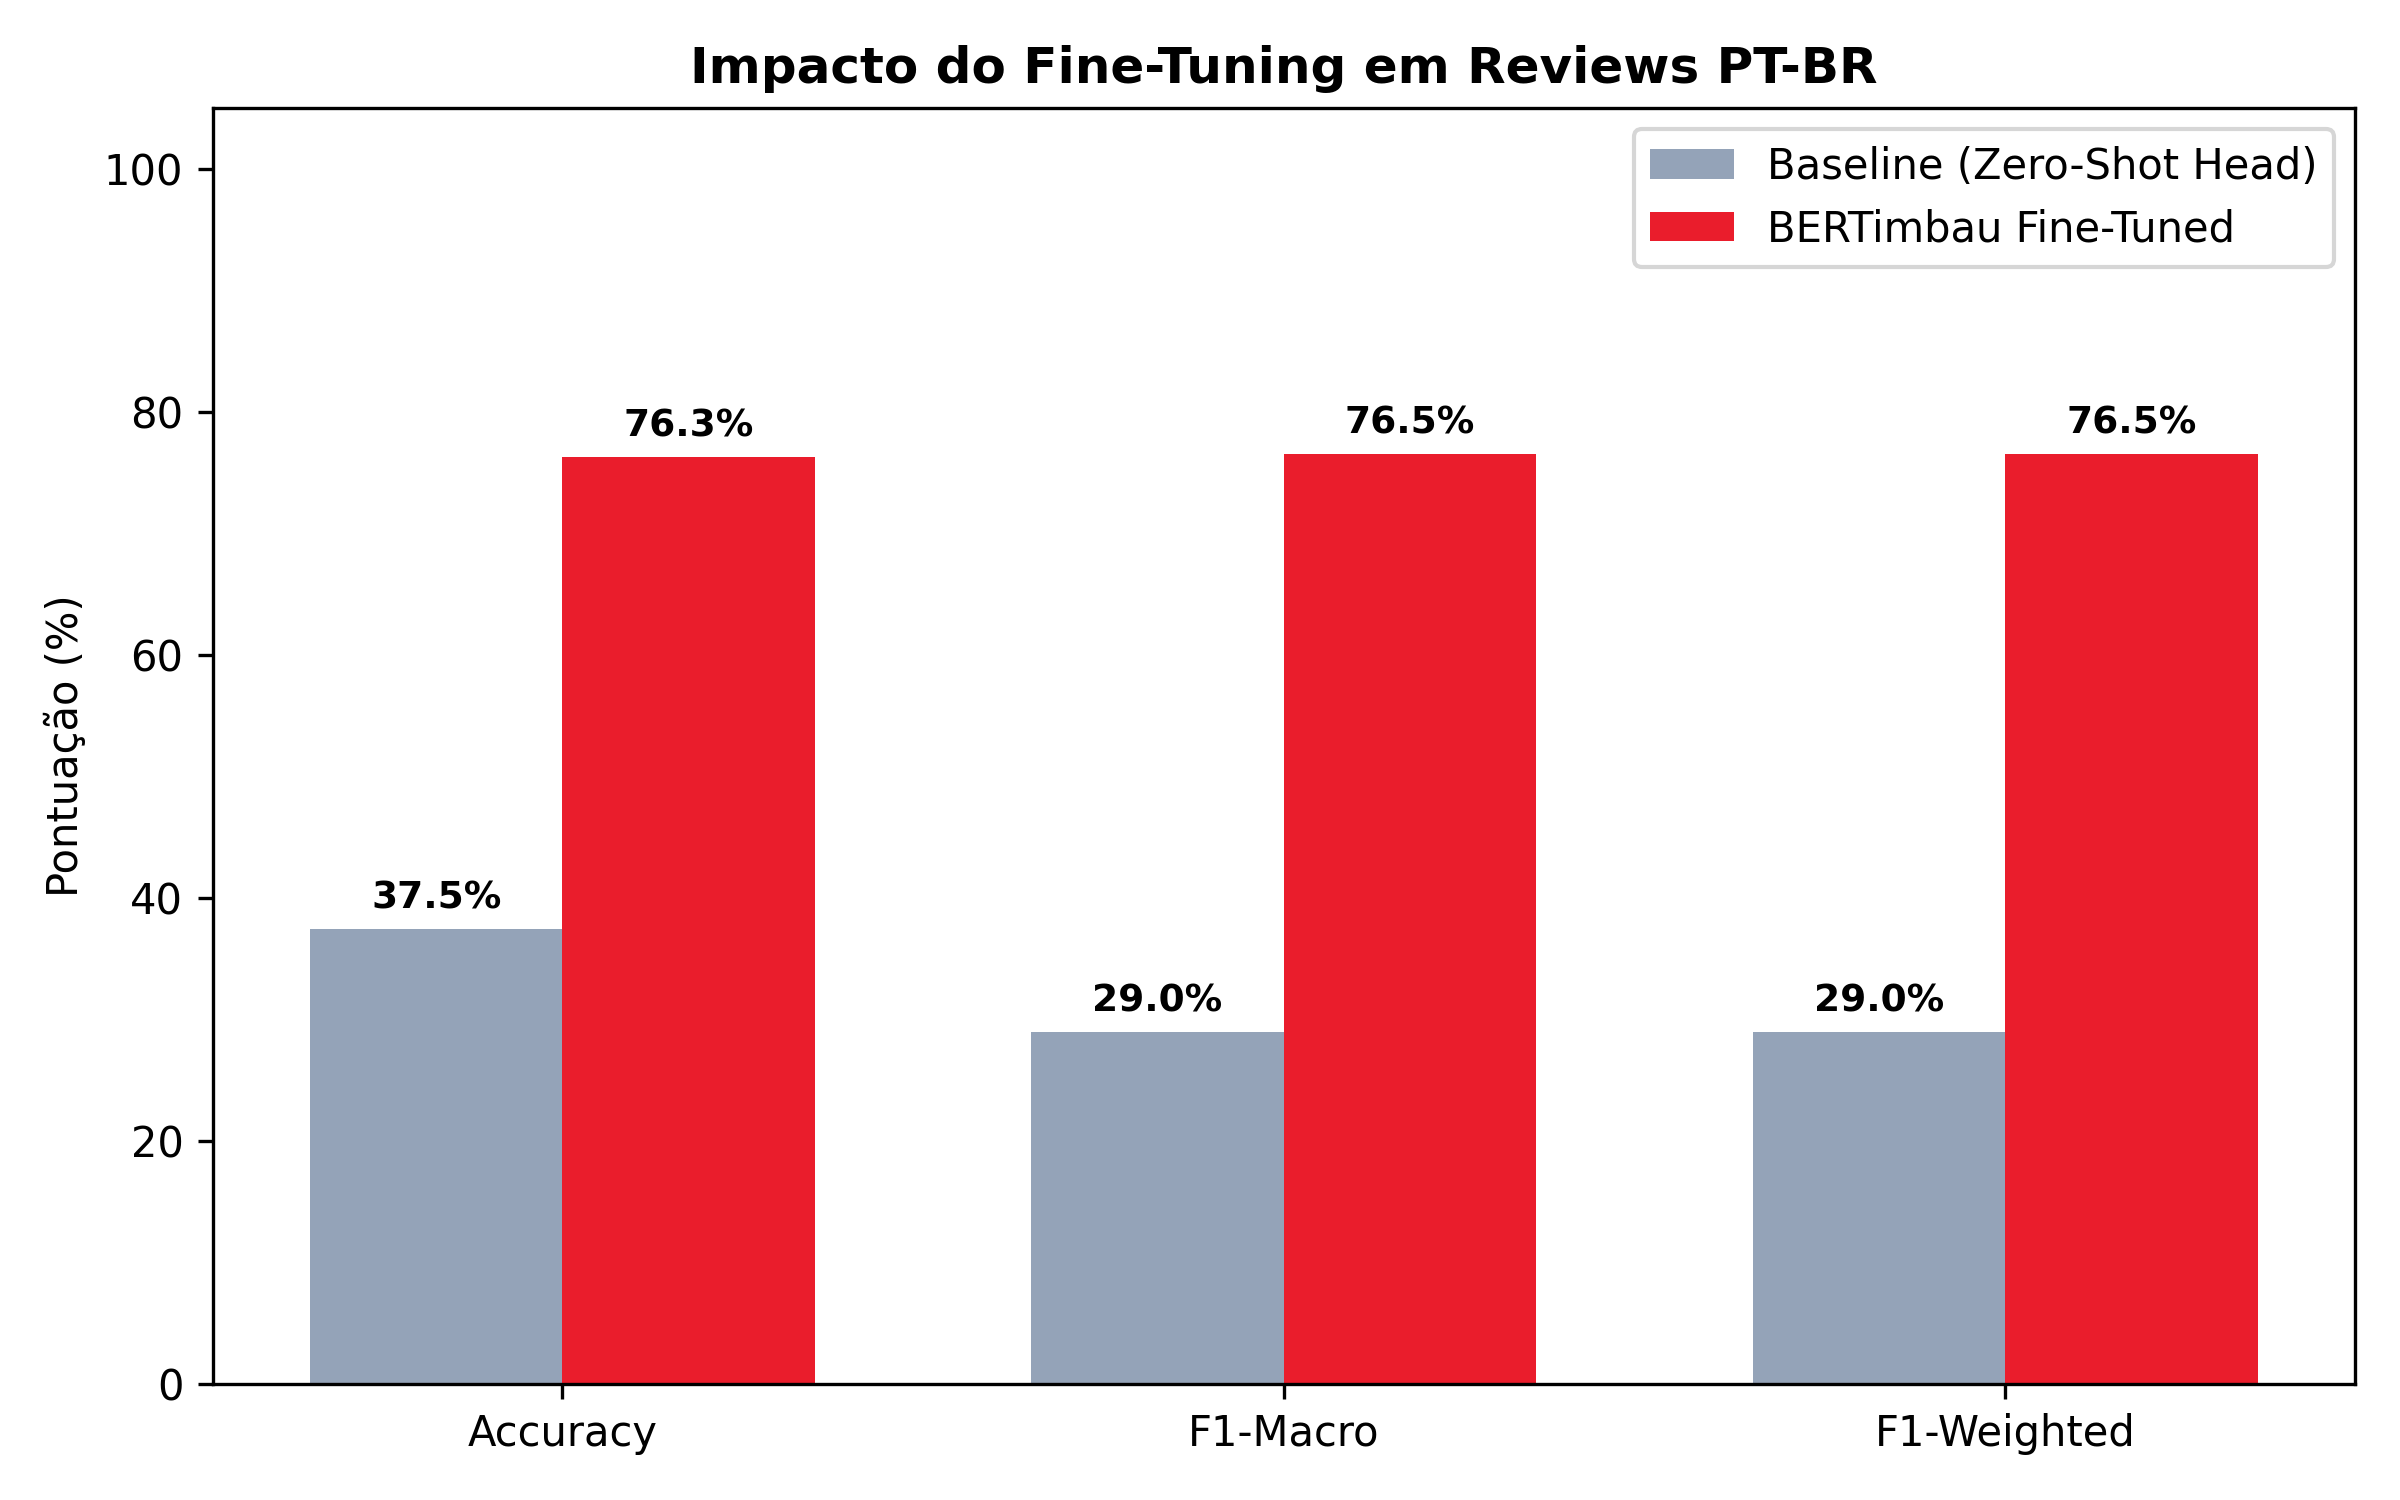 Impacto do Fine-Tuning em Reviews PT-BR
Baseline (Zero-Shot Head)
BERTimbau Fine-Tuned
Pontuação (%)
100
80
60
40
20
0
37.5%
76.3%
29.0%
76.5%
29.0%
76.5%
Accuracy
F1-Macro
F1-Weighted